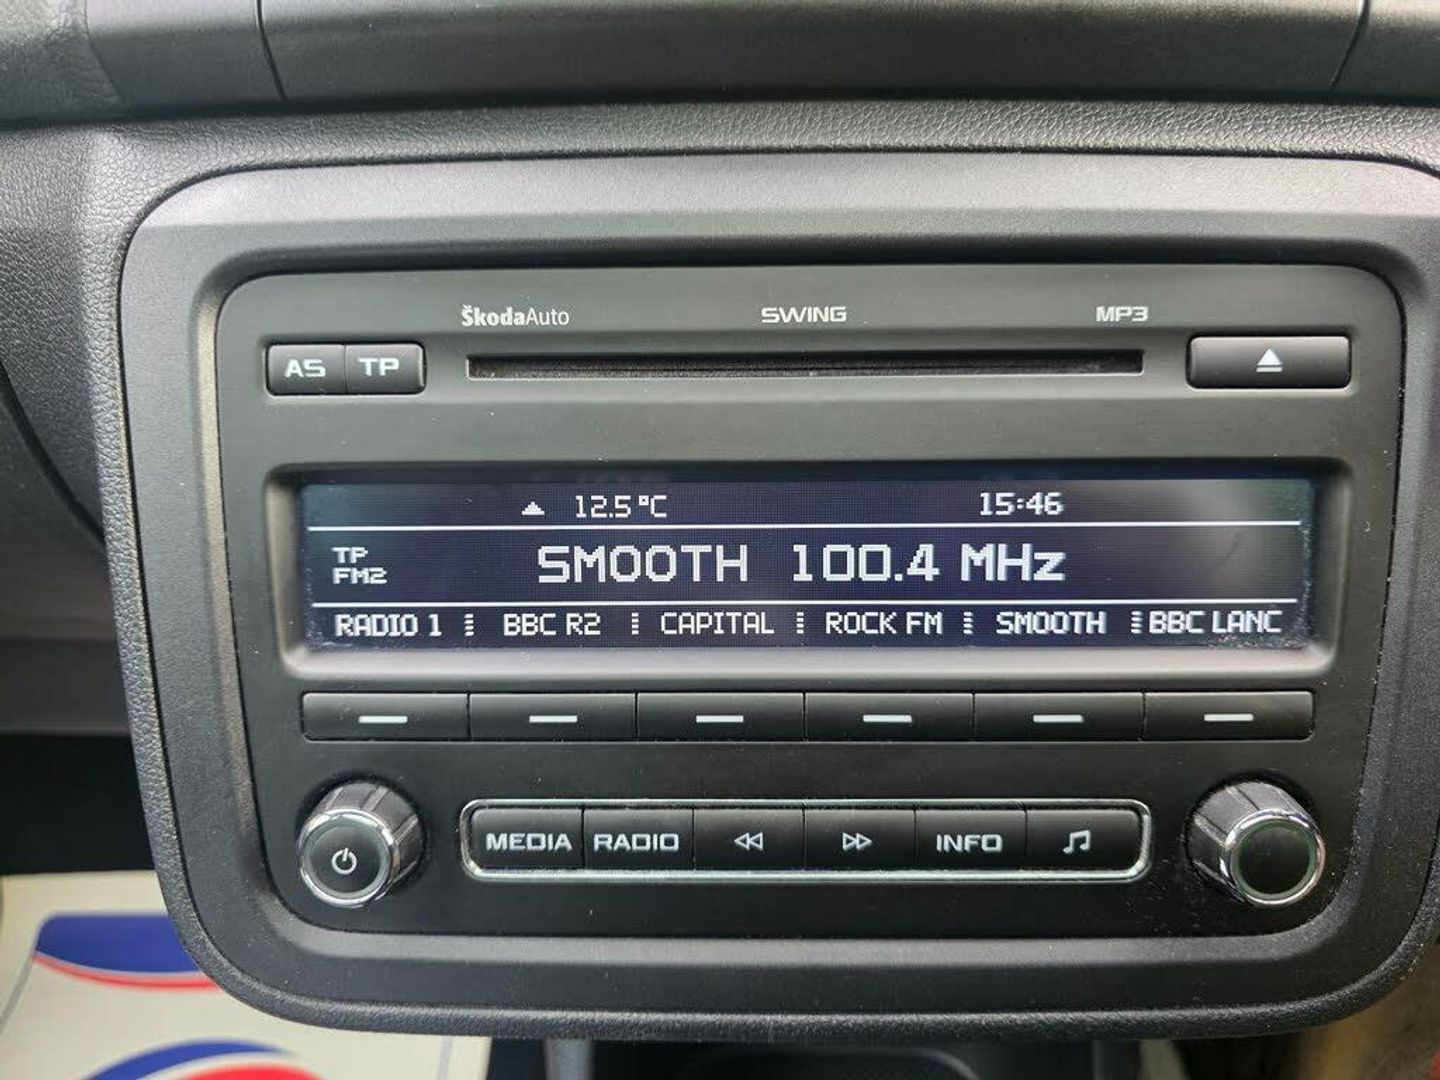 ŠkodaAuto SWING MP3
AS TP
12.5°C 15:46
TP
FM2
SMOOTH 100.4 MHz
RADIO 1 BBC R2 CAPITAL ROCK FM SMOOTH BBC LANC
MEDIA RADIO INFO